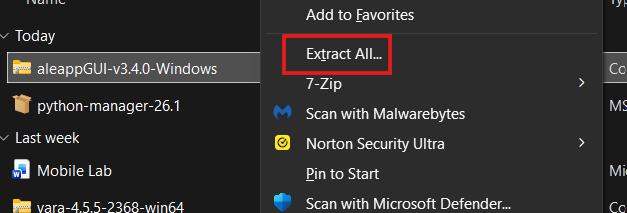 Name
Today
aleappGUI-v3.4.0-Windows
python-manager-26.1
Last week
Mobile Lab
yara-4.5.5-2368-win64
Add to Favorites
Extract All...
7-Zip
Scan with Malwarebytes
Norton Security Ultra
Pin to Start
Scan with Microsoft Defender...
Ty
Co
MS
Mi
Co